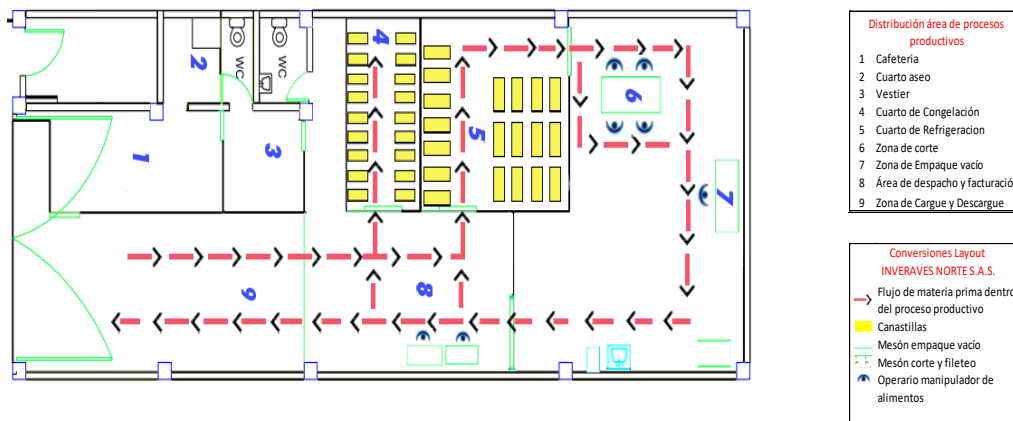 WC
WC
1
2
3
4
5
6
7
8
9
Distribución área de procesos
productivos
1 Cafeteria
2 Cuarto aseo
3 Vestier
4 Cuarto de Congelación
5 Cuarto de Refrigeracion
6 Zona de corte
7 Zona de Empaque vacío
8 Área de despacho y facturació
9 Zona de Cargue y Descargue
Conversiones Layout
INVERAVES NORTE S.A.S.
Flujo de materia prima dentro
del proceso productivo
Canastillas
Mesón empaque vacío
Mesón corte y fileteo
Operario manipulador de
alimentos